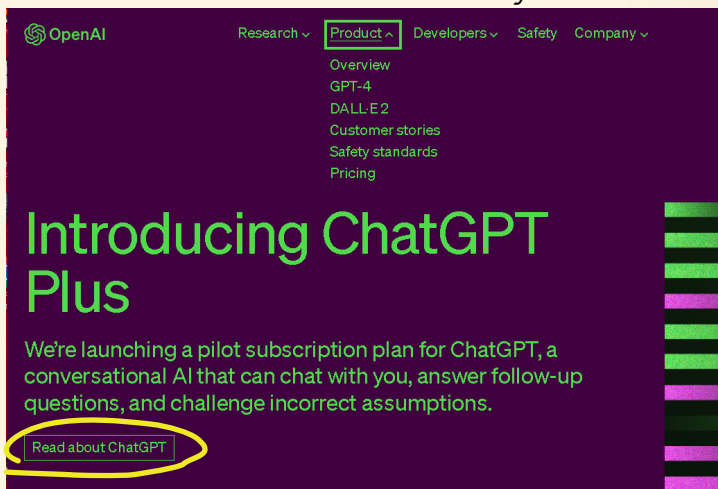 OpenAI
Research Product Developers Safety Company
Overview
GPT-4
DALL·E 2
Customer stories
Safety standards
Pricing
Introducing ChatGPT
Plus
We're launching a pilot subscription plan for ChatGPT, a
conversational AI that can chat with you, answer follow-up
questions, and challenge incorrect assumptions.
Read about ChatGPT